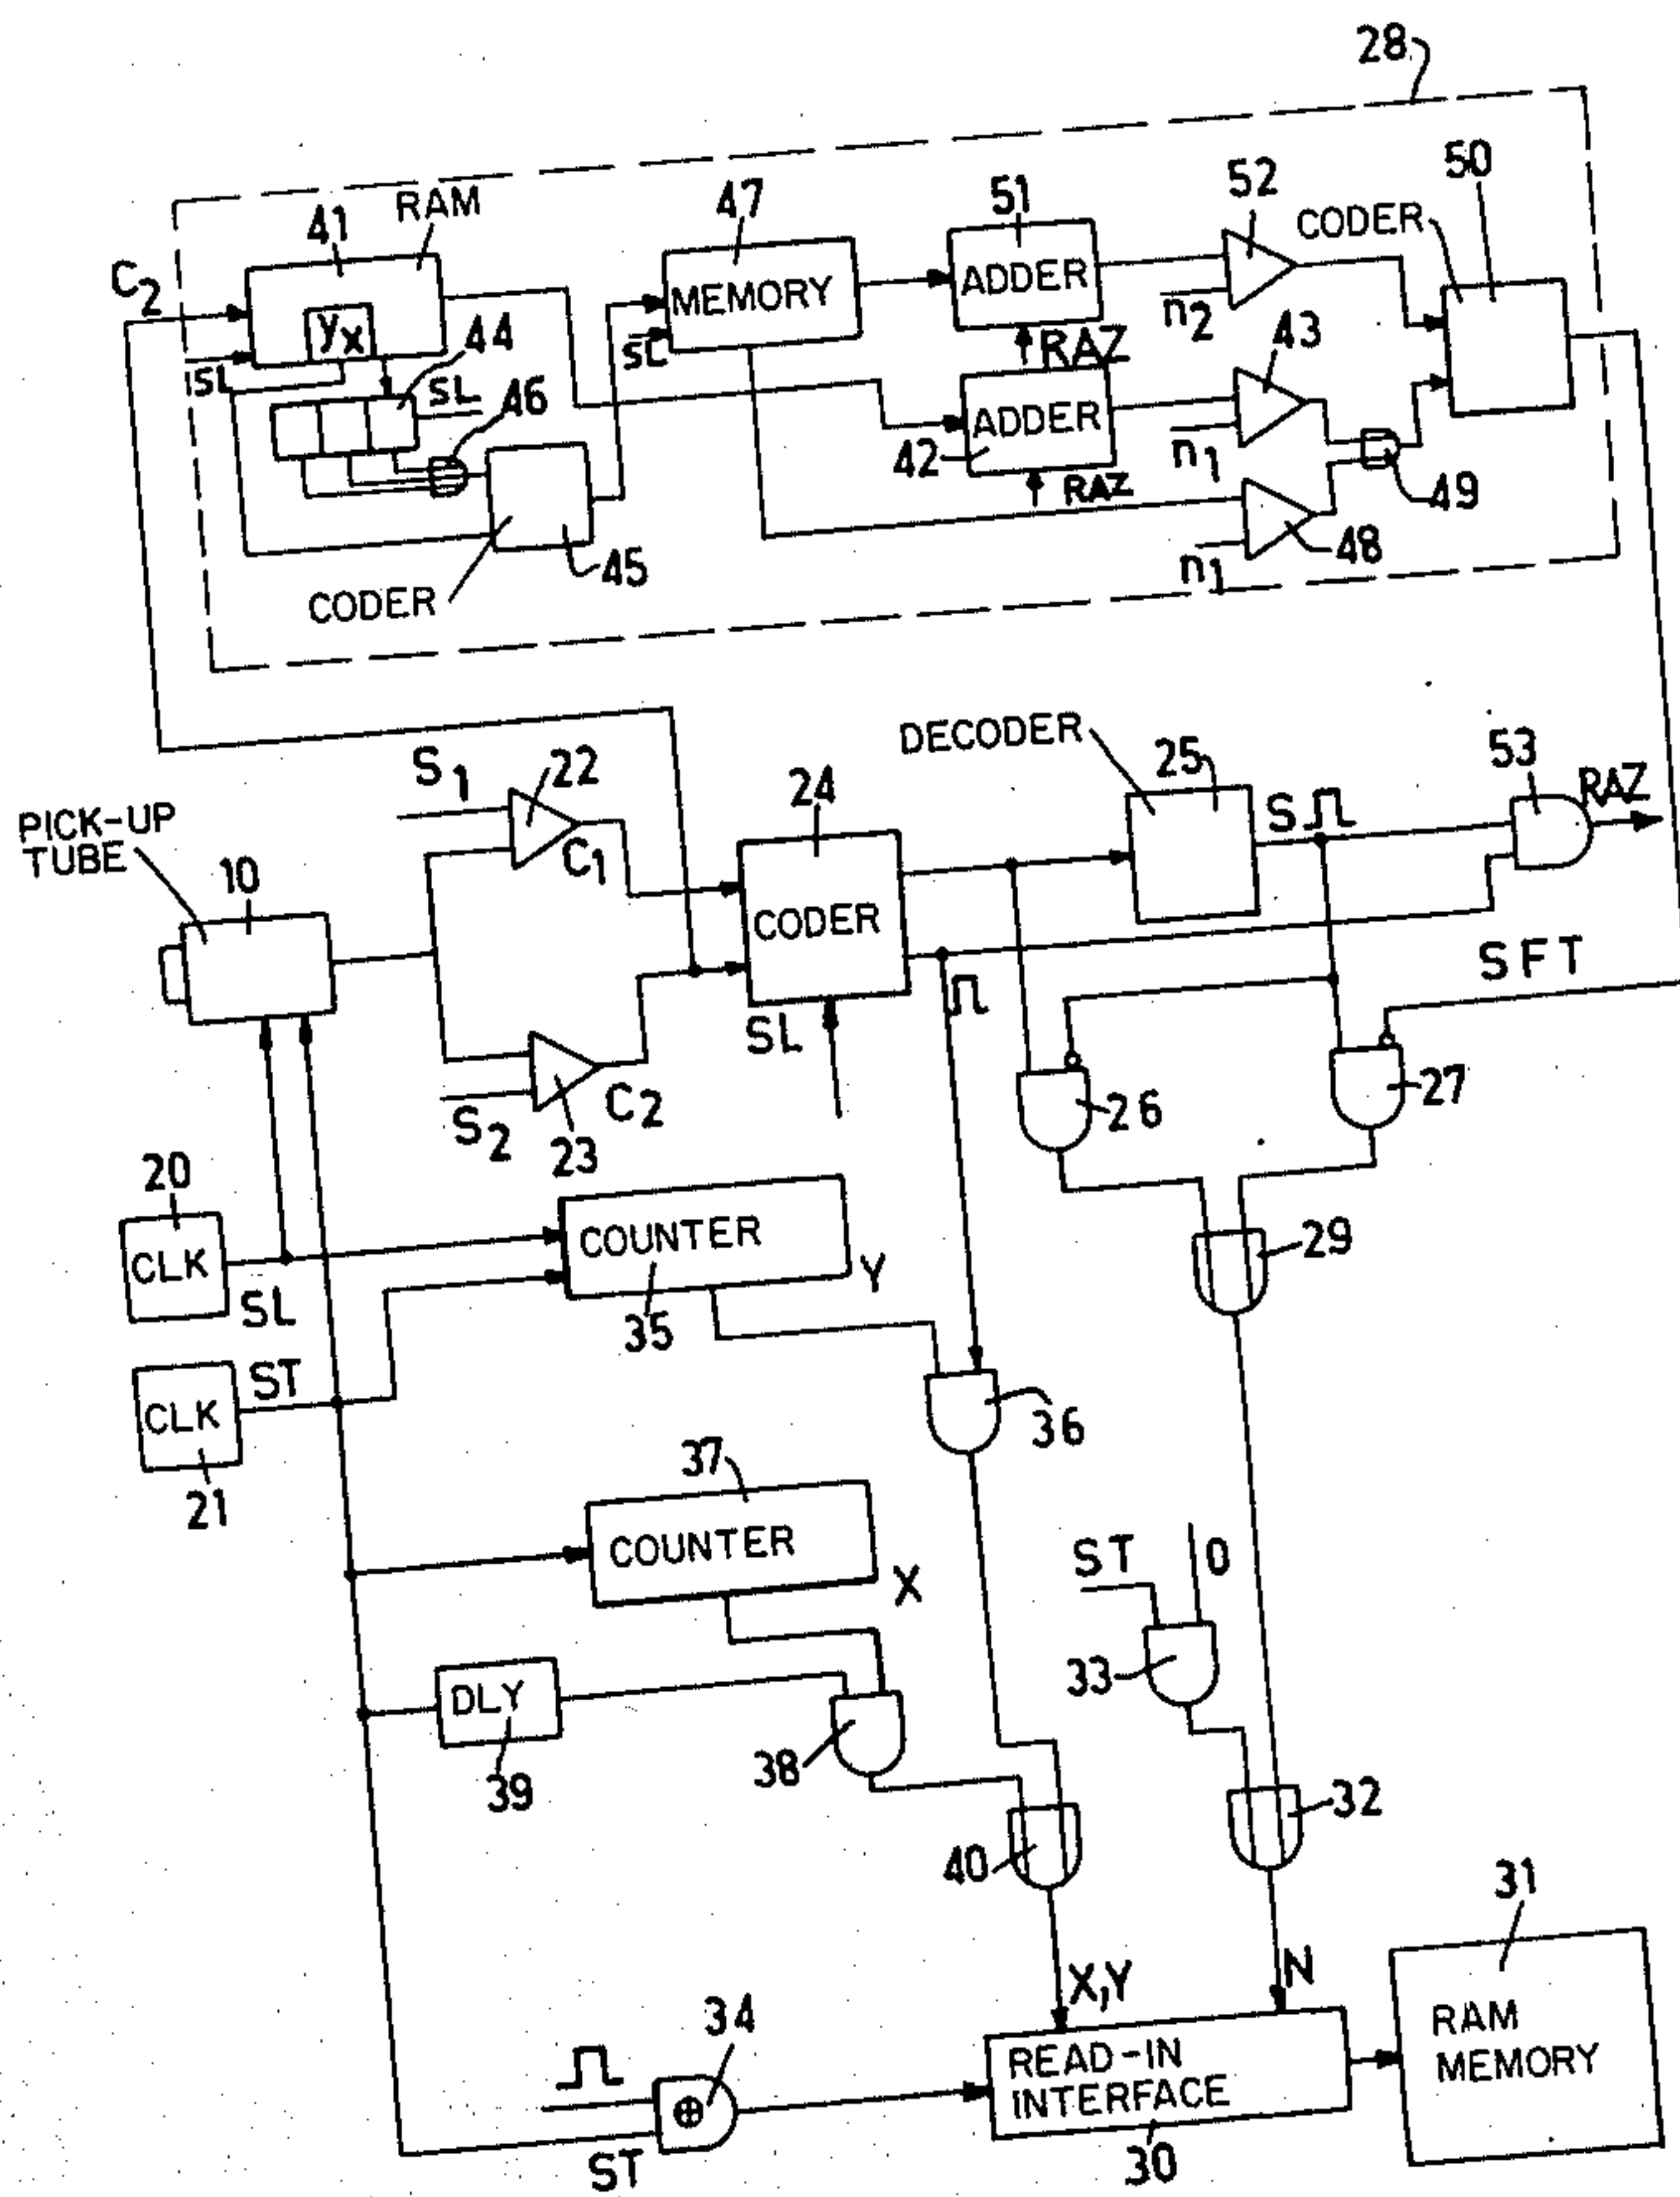 28
50
52
51
47
RAM
41
CODER
C2
MEMORY
ADDER
n2
43
yx
44
SL
SL
SL
RAZ
46
ADDER
42
n1
RAZ
49
48
n1
45
CODER
DECODER
53
S1
22
24
25
S
RAZ
PICK-UP
TUBE
10
C1
CODER
SFT
SL
26
27
S2
C2
23
20
CLK
SL
COUNTER
Y
35
29
ST
CLK
21
36
37
COUNTER
X
ST
0
33
DLY
39
38
32
40
31
X,Y
N
34
RAM
MEMORY
READ-IN
INTERFACE
⊕
ST
30